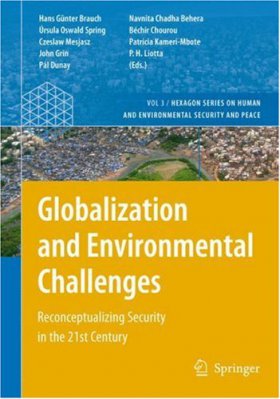 Hans Günter Brauch
Úrsula Oswald Spring
Czeslaw Mesjasz
John Grin
Pál Dunay
Navnita Chadha Behera
Béchir Chourou
Patricia Kameri-Mbote
P. H. Liotta
(Eds.)
VOL 3 / HEXAGON SERIES ON HUMAN
AND ENVIRONMENTAL SECURITY AND PEACE
Globalization
and Environmental
Challenges
Reconceptualizing Security
in the 21st Century
Springer